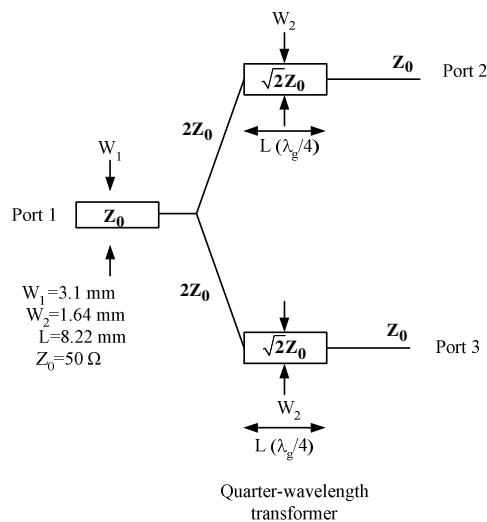 W₂
√2Z₀
Z₀
Port 2
2Z₀
L (λg/4)
W₁
Port 1
Z₀
2Z₀
W₁=3.1 mm
W₂=1.64 mm
L=8.22 mm
Z₀=50 Ω
√2Z₀
Z₀
Port 3
W₂
L (λg/4)
Quarter-wavelength
transformer